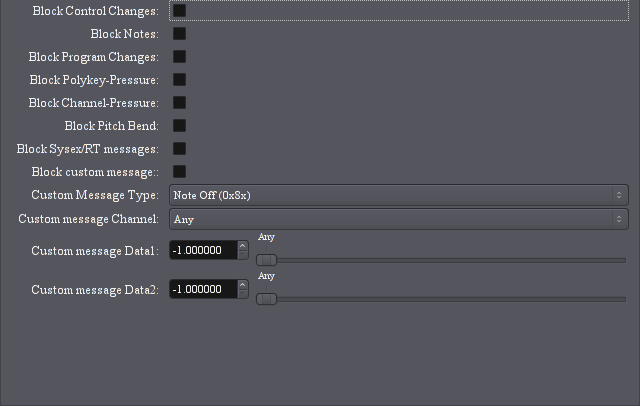 Block Control Changes:
Block Notes:
Block Program Changes:
Block Polykey-Pressure:
Block Channel-Pressure:
Block Pitch Bend:
Block Sysex/RT messages:
Block custom message::
Custom Message Type: Note Off (0x8x)
Custom message Channel: Any
Any
Custom message Data1: -1.000000
Any
Custom message Data2: -1.000000